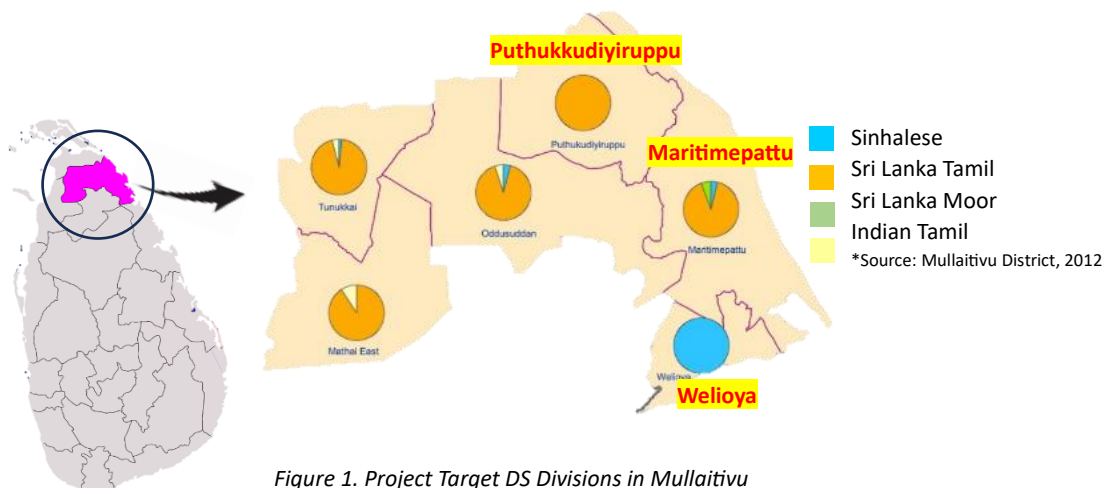 Puthukkudiyiruppu
Puthukudiyiruppu
Maritimepattu
Tunukkai
Oddusuddan
Maritimepattu
Mathai East
Welioya
Sinhalese
Sri Lanka Tamil
Sri Lanka Moor
Indian Tamil
*Source: Mullaitivu District, 2012
Figure 1. Project Target DS Divisions in Mullaitivu